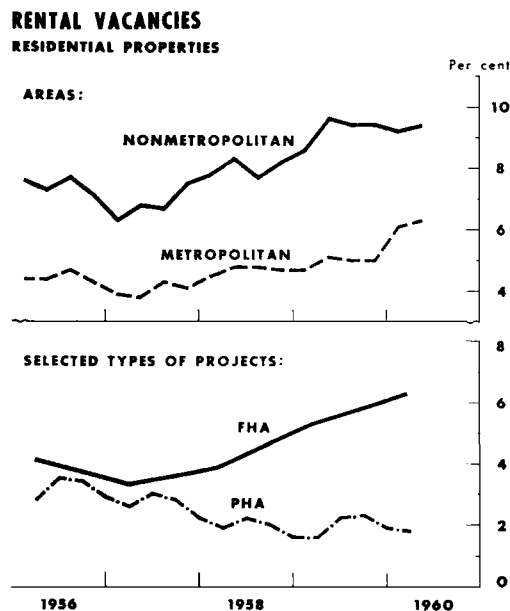 RENTAL VACANCIES
RESIDENTIAL PROPERTIES
Per cent
AREAS:
10
NONMETROPOLITAN
8
6
METROPOLITAN
4
8
SELECTED TYPES OF PROJECTS:
6
FHA
4
PHA
2
0
1956 1958 1960